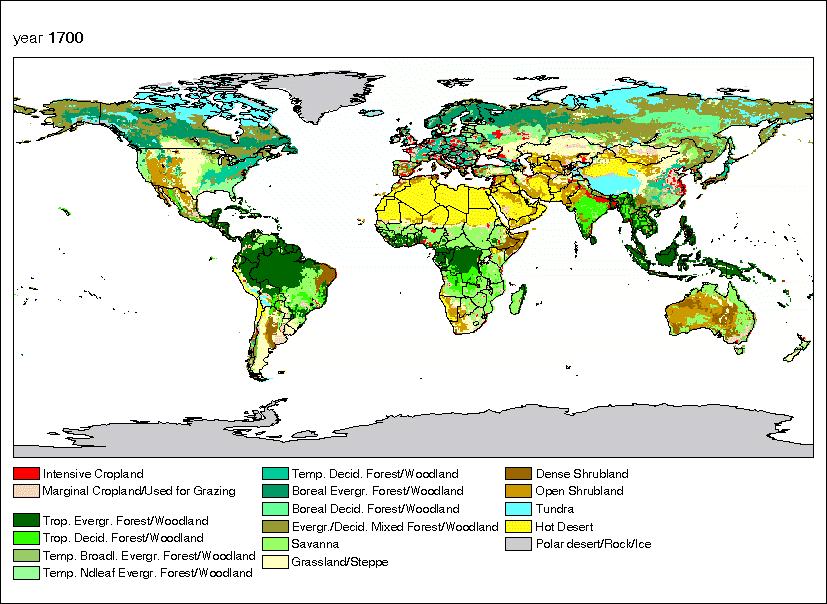 year 1700
Intensive Cropland
Marginal Cropland/Used for Grazing
Trop. Evergr. Forest/Woodland
Trop. Decid. Forest/Woodland
Temp. Broadl. Evergr. Forest/Woodland
Temp. Ndleaf Evergr. Forest/Woodland
Temp. Decid. Forest/Woodland
Boreal Evergr. Forest/Woodland
Boreal Decid. Forest/Woodland
Evergr./Decid. Mixed Forest/Woodland
Savanna
Grassland/Steppe
Dense Shrubland
Open Shrubland
Tundra
Hot Desert
Polar desert/Rock/Ice